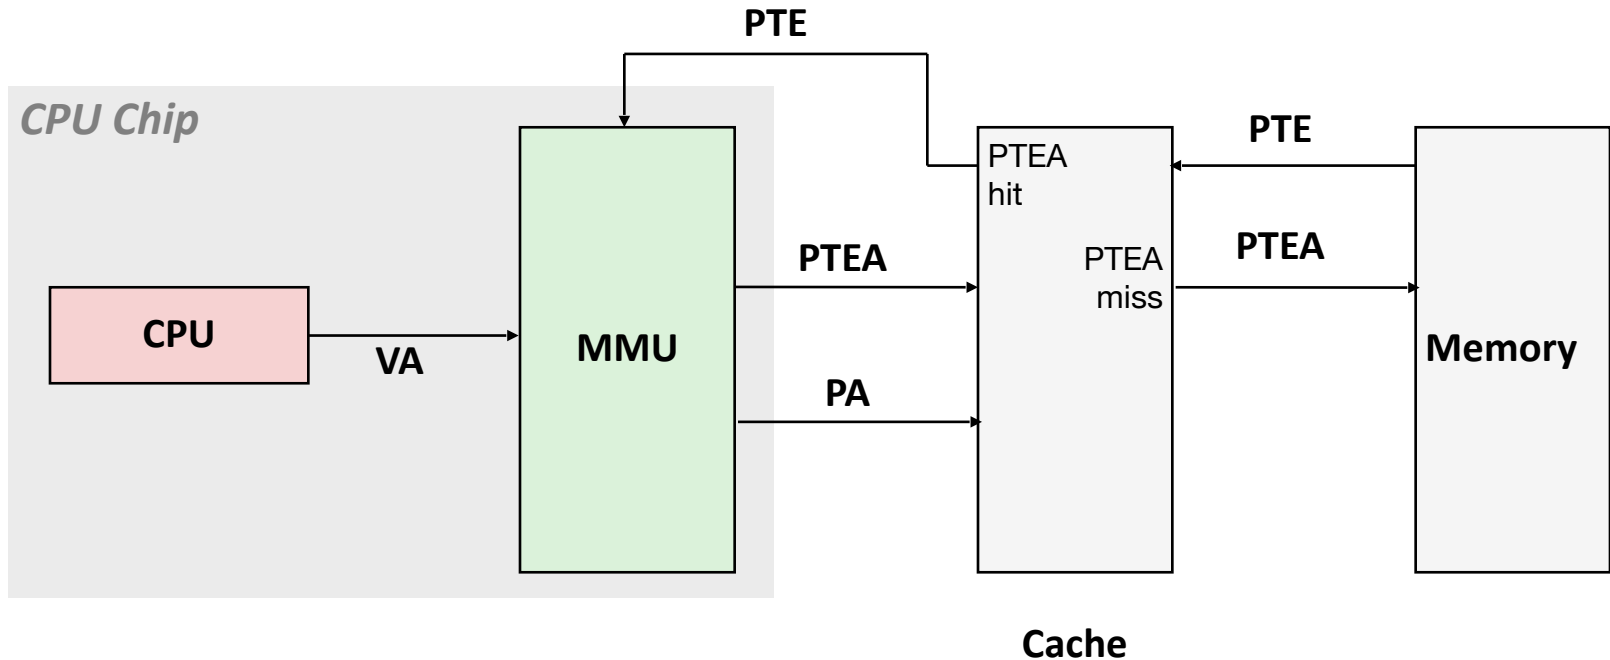 PTE
CPU Chip
PTEA
hit
PTE
PTEA
PTEA
miss
PTEA
CPU
VA
MMU
Memory
PA
Cache